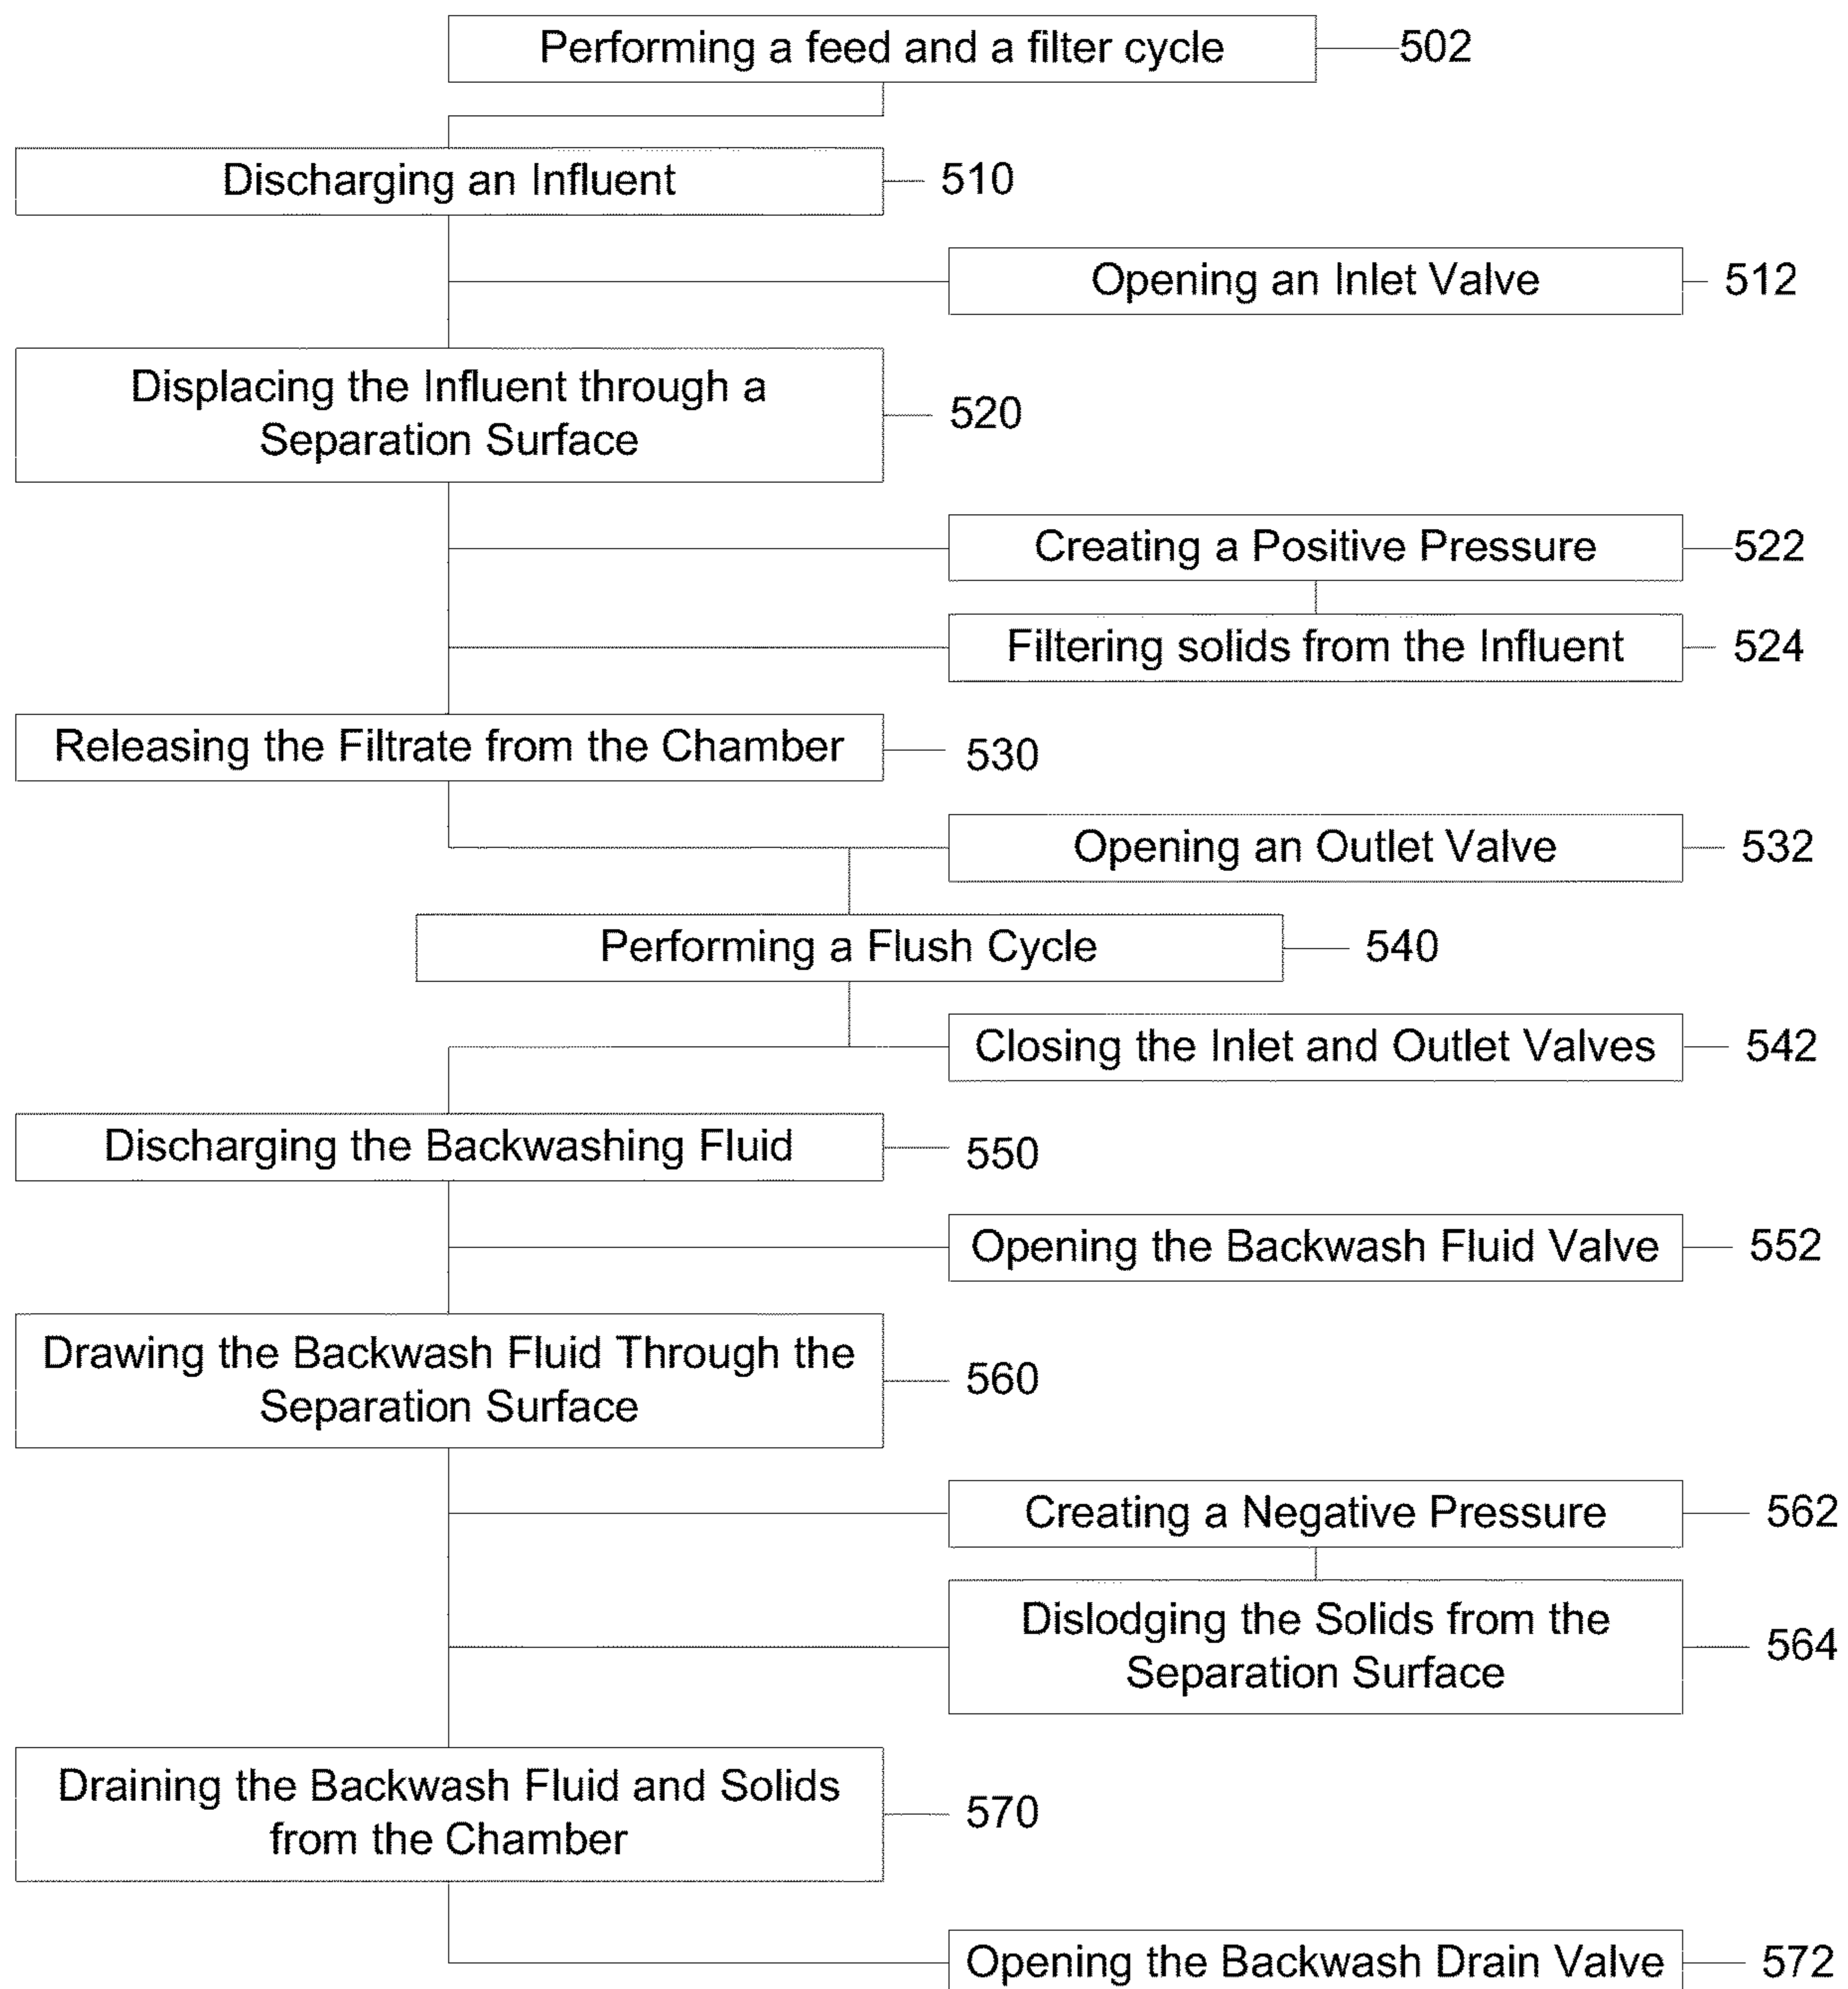 Performing a feed and a filter cycle 502
Discharging an Influent 510
Opening an Inlet Valve 512
Displacing the Influent through a
Separation Surface
520
Creating a Positive Pressure 522
Filtering solids from the Influent 524
Releasing the Filtrate from the Chamber 530
Opening an Outlet Valve 532
Performing a Flush Cycle 540
Closing the Inlet and Outlet Valves 542
Discharging the Backwashing Fluid 550
Opening the Backwash Fluid Valve 552
Drawing the Backwash Fluid Through the
Separation Surface
560
Creating a Negative Pressure 562
Dislodging the Solids from the
Separation Surface
564
Draining the Backwash Fluid and Solids
from the Chamber
570
Opening the Backwash Drain Valve 572